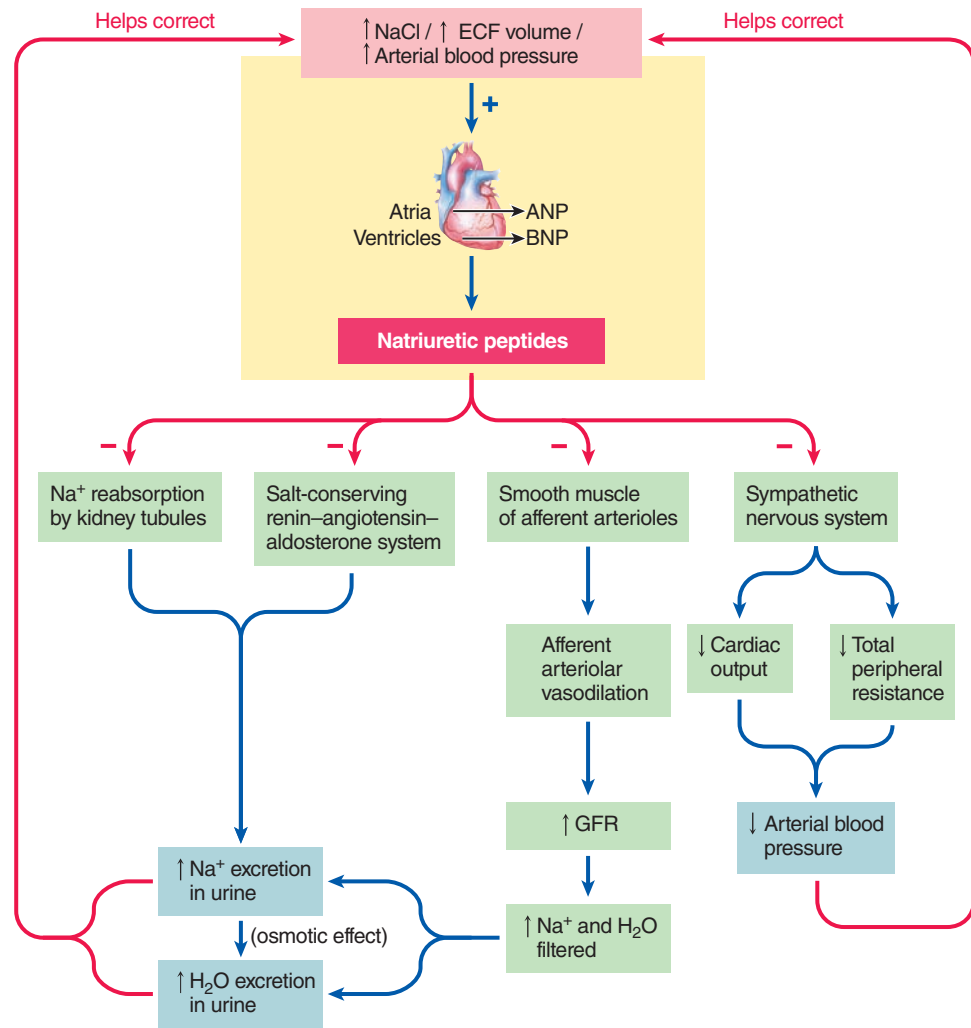 Helps correct
Helps correct
↑NaCl / ↑ ECF volume /
↑Arterial blood pressure
+
Atria
ANP
Ventricles
BNP
Natriuretic peptides
–
–
–
–
Na⁺ reabsorption
by kidney tubules
Salt-conserving
renin–angiotensin–
aldosterone system
Smooth muscle
of afferent arterioles
Sympathetic
nervous system
Afferent
arteriolar
vasodilation
↓ Cardiac
output
↓ Total
peripheral
resistance
↑ GFR
↓ Arterial blood
pressure
↑ Na⁺ excretion
in urine
(osmotic effect)
↑ Na⁺ and H₂O
filtered
↑ H₂O excretion
in urine